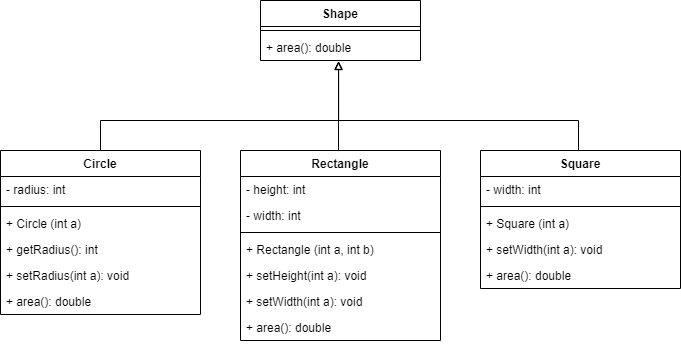 Shape
+ area(): double
Circle
- radius: int
+ Circle (int a)
+ getRadius(): int
+ setRadius(int a): void
+ area(): double
Rectangle
- height: int
- width: int
+ Rectangle (int a, int b)
+ setHeight(int a): void
+ setWidth(int a): void
+ area(): double
Square
- width: int
+ Square (int a)
+ setWidth(int a): void
+ area(): double